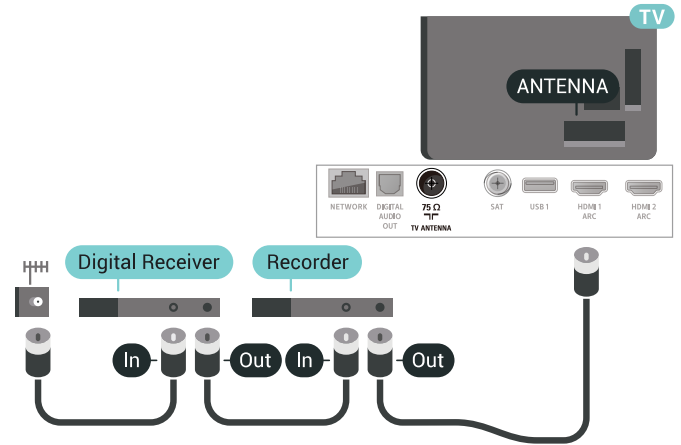 TV
ANTENNA
NETWORK
DIGITAL
AUDIO
OUT
75 Ω
TV ANTENNA
SAT
USB 1
HDMI 1
ARC
HDMI 2
ARC
Digital Receiver
Recorder
In
Out
In
Out